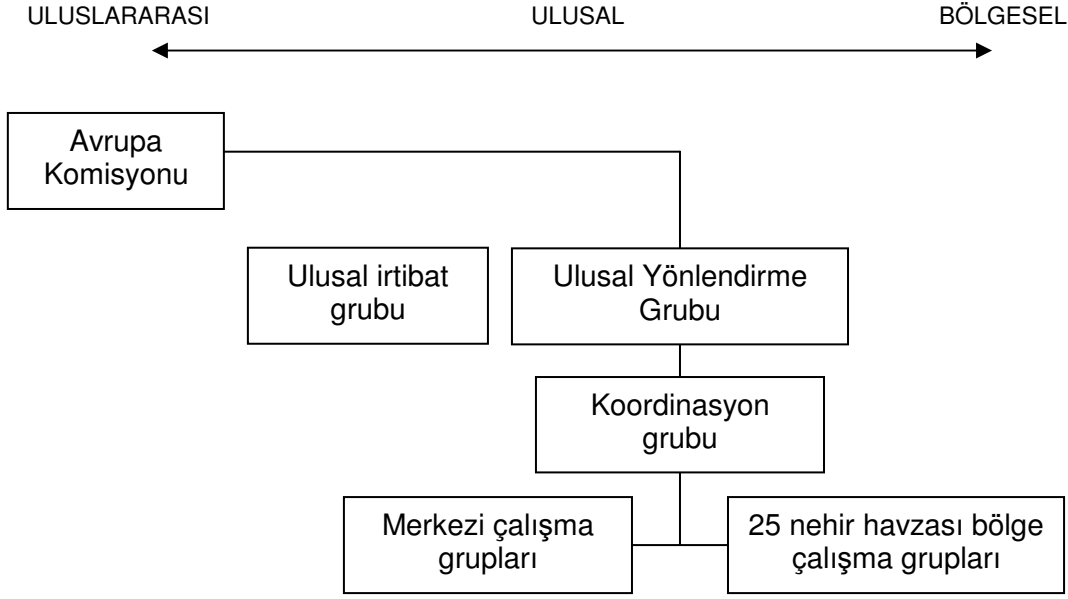 ULUSLARARASI ULUSAL BÖLGESEL
Avrupa
Komisyonu
Ulusal irtibat
grubu
Ulusal Yönlendirme
Grubu
Koordinasyon
grubu
Merkezi çalışma
grupları
25 nehir havzası bölge
çalışma grupları